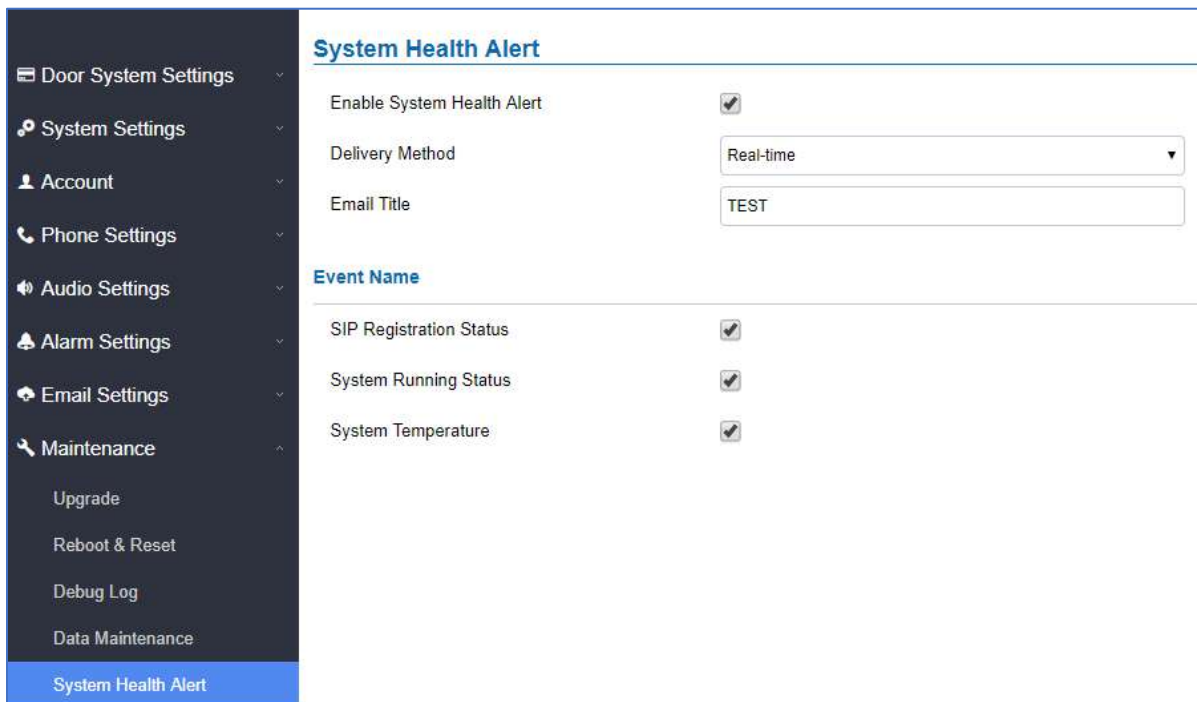 Door System Settings
System Settings
Account
Phone Settings
Audio Settings
Alarm Settings
Email Settings
Maintenance
Upgrade
Reboot & Reset
Debug Log
Data Maintenance
System Health Alert
System Health Alert
Enable System Health Alert
Delivery Method Real-time
Email Title TEST
Event Name
SIP Registration Status
System Running Status
System Temperature